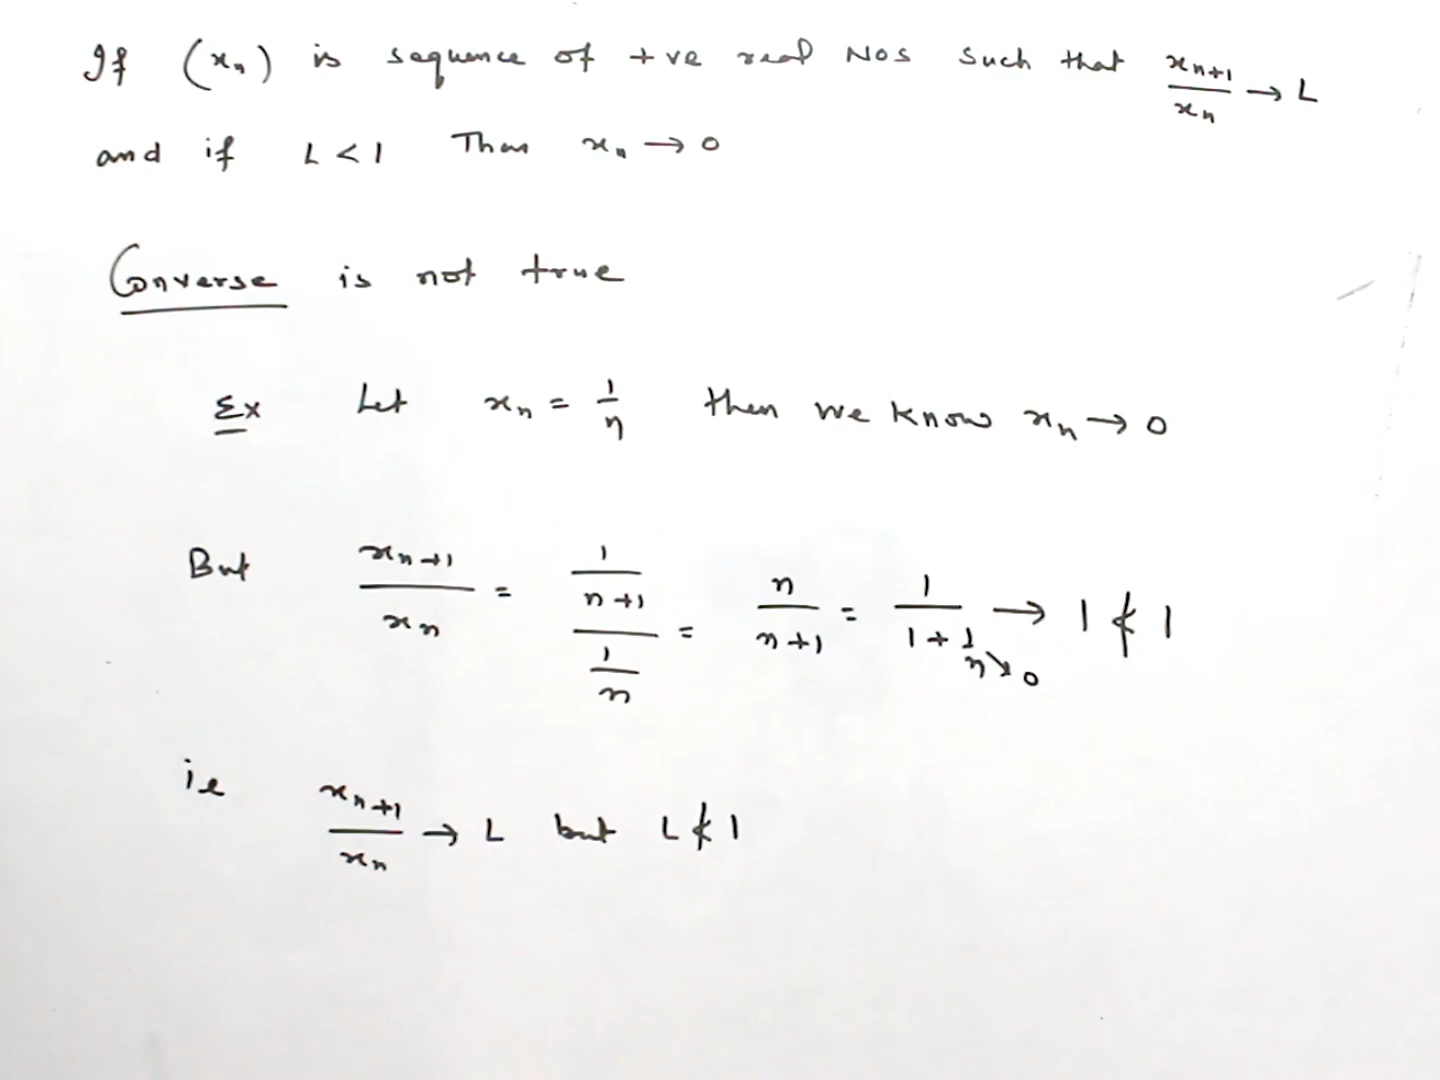 If (xₙ) is sequence of +ve real NOS such that xₙ₊₁/xₙ → L
and if L < 1 Then xₙ → 0
Converse is not true
Ex Let xₙ = 1/n then we know xₙ → 0
But xₙ₊₁/xₙ = (1/(n+1))/(1/n) = n/(n+1) = 1/(1 + 1/n ↘ 0) → 1 ≮ 1
ie xₙ₊₁/xₙ → L but L ≮ 1